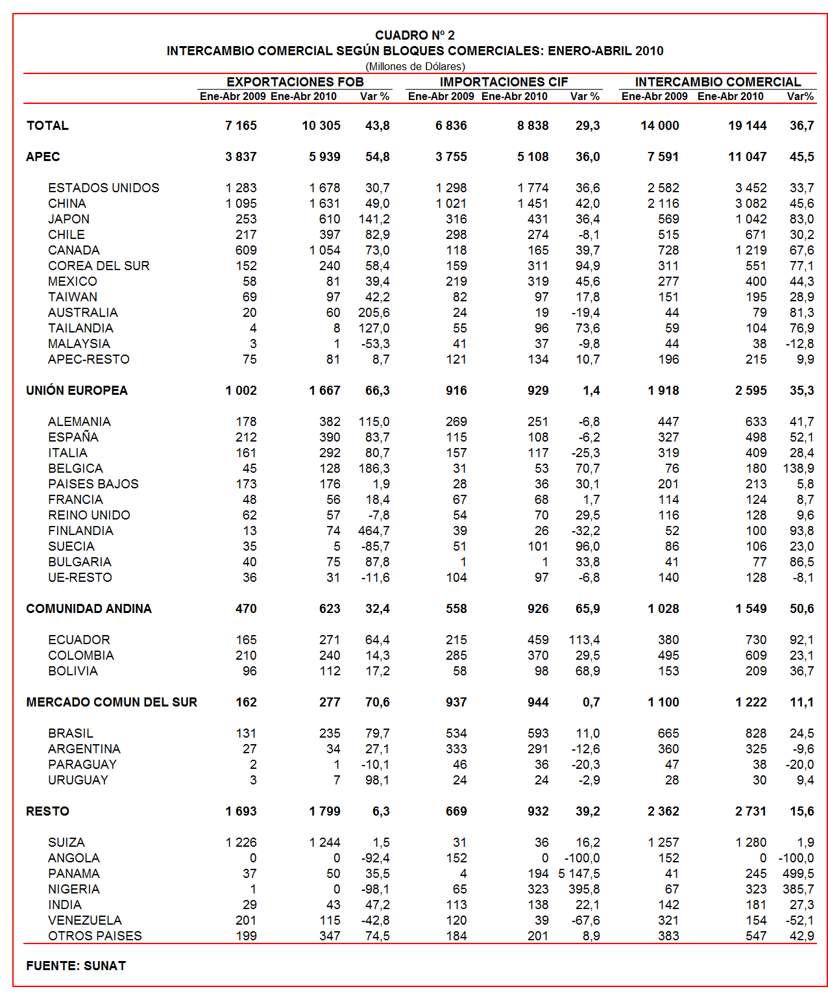 CUADRO Nº 2
INTERCAMBIO COMERCIAL SEGÚN BLOQUES COMERCIALES: ENERO-ABRIL 2010
(Millones de Dólares)
EXPORTACIONES FOB IMPORTACIONES CIF INTERCAMBIO COMERCIAL
Ene-Abr 2009 Ene-Abr 2010 Var % Ene-Abr 2009 Ene-Abr 2010 Var % Ene-Abr 2009 Ene-Abr 2010 Var%
TOTAL 7 165 10 305 43,8 6 836 8 838 29,3 14 000 19 144 36,7
APEC 3 837 5 939 54,8 3 755 5 108 36,0 7 591 11 047 45,5
ESTADOS UNIDOS 1 283 1 678 30,7 1 298 1 774 36,6 2 582 3 452 33,7
CHINA 1 095 1 631 49,0 1 021 1 451 42,0 2 116 3 082 45,6
JAPON 253 610 141,2 316 431 36,4 569 1 042 83,0
CHILE 217 397 82,9 298 274 -8,1 515 671 30,2
CANADA 609 1 054 73,0 118 165 39,7 728 1 219 67,6
COREA DEL SUR 152 240 58,4 159 311 94,9 311 551 77,1
MEXICO 58 81 39,4 219 319 45,6 277 400 44,3
TAIWAN 69 97 42,2 82 97 17,8 151 195 28,9
AUSTRALIA 20 60 205,6 24 19 -19,4 44 79 81,3
TAILANDIA 4 8 127,0 55 96 73,6 59 104 76,9
MALAYSIA 3 1 -53,3 41 37 -9,8 44 38 -12,8
APEC-RESTO 75 81 8,7 121 134 10,7 196 215 9,9
UNIÓN EUROPEA 1 002 1 667 66,3 916 929 1,4 1 918 2 595 35,3
ALEMANIA 178 382 115,0 269 251 -6,8 447 633 41,7
ESPAÑA 212 390 83,7 115 108 -6,2 327 498 52,1
ITALIA 161 292 80,7 157 117 -25,3 319 409 28,4
BELGICA 45 128 186,3 31 53 70,7 76 180 138,9
PAISES BAJOS 173 176 1,9 28 36 30,1 201 213 5,8
FRANCIA 48 56 18,4 67 68 1,7 114 124 8,7
REINO UNIDO 62 57 -7,8 54 70 29,5 116 128 9,6
FINLANDIA 13 74 464,7 39 26 -32,2 52 100 93,8
SUECIA 35 5 -85,7 51 101 96,0 86 106 23,0
BULGARIA 40 75 87,8 1 1 33,8 41 77 86,5
UE-RESTO 36 31 -11,6 104 97 -6,8 140 128 -8,1
COMUNIDAD ANDINA 470 623 32,4 558 926 65,9 1 028 1 549 50,6
ECUADOR 165 271 64,4 215 459 113,4 380 730 92,1
COLOMBIA 210 240 14,3 285 370 29,5 495 609 23,1
BOLIVIA 96 112 17,2 58 98 68,9 153 209 36,7
MERCADO COMUN DEL SUR 162 277 70,6 937 944 0,7 1 100 1 222 11,1
BRASIL 131 235 79,7 534 593 11,0 665 828 24,5
ARGENTINA 27 34 27,1 333 291 -12,6 360 325 -9,6
PARAGUAY 2 1 -10,1 46 36 -20,3 47 38 -20,0
URUGUAY 3 7 98,1 24 24 -2,9 28 30 9,4
RESTO 1 693 1 799 6,3 669 932 39,2 2 362 2 731 15,6
SUIZA 1 226 1 244 1,5 31 36 16,2 1 257 1 280 1,9
ANGOLA 0 0 -92,4 152 0 -100,0 152 0 -100,0
PANAMA 37 50 35,5 4 194 5 147,5 41 245 499,5
NIGERIA 1 0 -98,1 65 323 395,8 67 323 385,7
INDIA 29 43 47,2 113 138 22,1 142 181 27,3
VENEZUELA 201 115 -42,8 120 39 -67,6 321 154 -52,1
OTROS PAISES 199 347 74,5 184 201 8,9 383 547 42,9
FUENTE: SUNAT